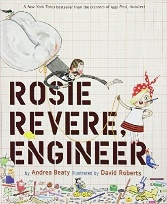 A New York Times bestseller from the creators of Iggy Peck, Architect
ROSIE
REVERE,
ENGINEER
by Andrea Beaty illustrated by David Roberts